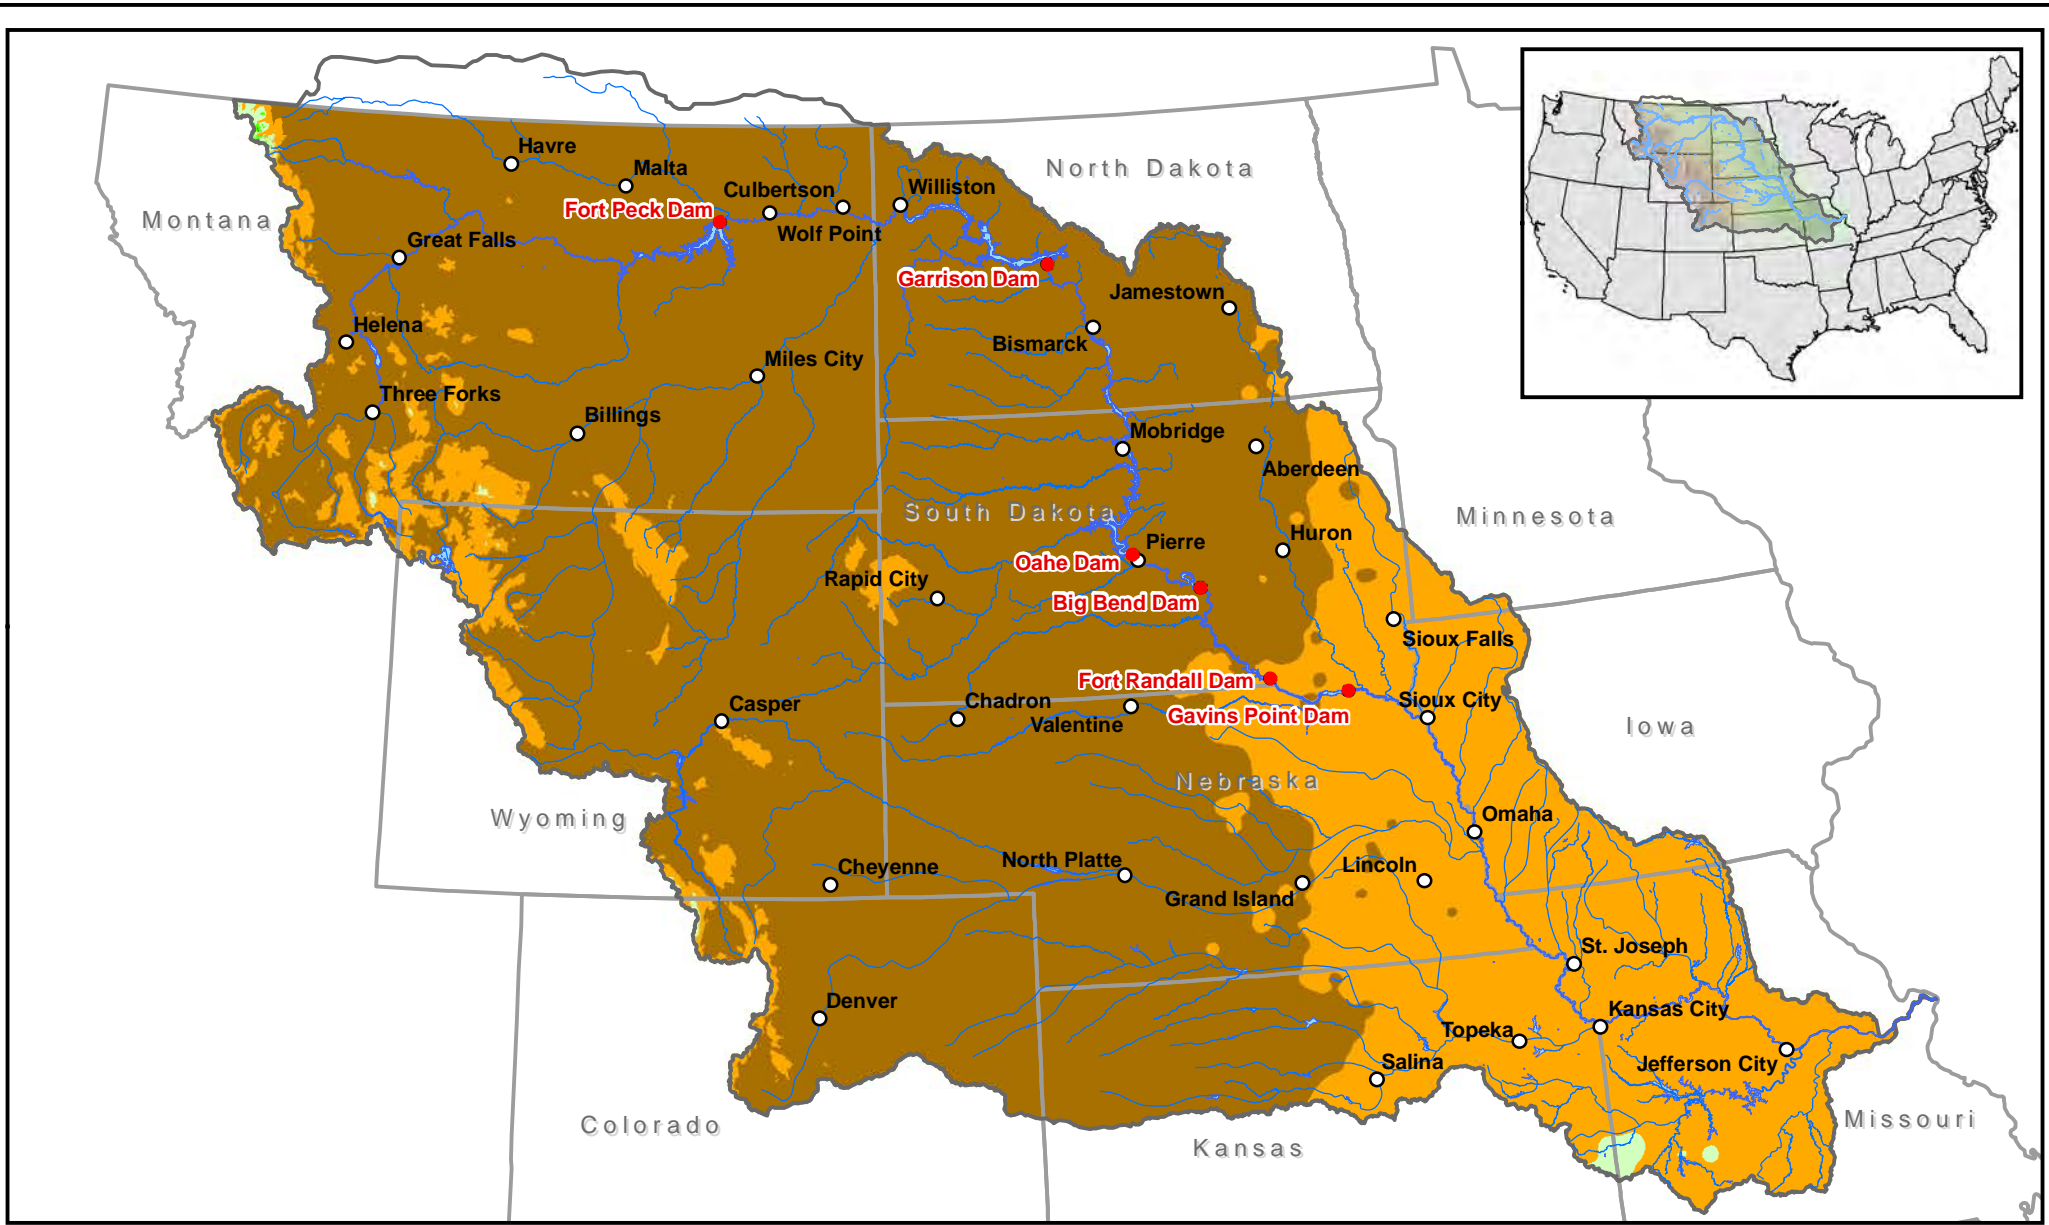 Havre
Malta
North Dakota
Culbertson
Williston
Montana
Fort Peck Dam
Wolf Point
Great Falls
Garrison Dam
Jamestown
Helena
Bismarck
Miles City
Three Forks
Billings
Mobridge
Aberdeen
South Dakota
Minnesota
Huron
Pierre
Oahe Dam
Rapid City
Big Bend Dam
Sioux Falls
Fort Randall Dam
Chadron
Sioux City
Casper
Valentine
Gavins Point Dam
Iowa
Nebraska
Wyoming
Omaha
Cheyenne
North Platte
Lincoln
Grand Island
St. Joseph
Denver
Kansas City
Topeka
Salina
Jefferson City
Colorado
Missouri
Kansas